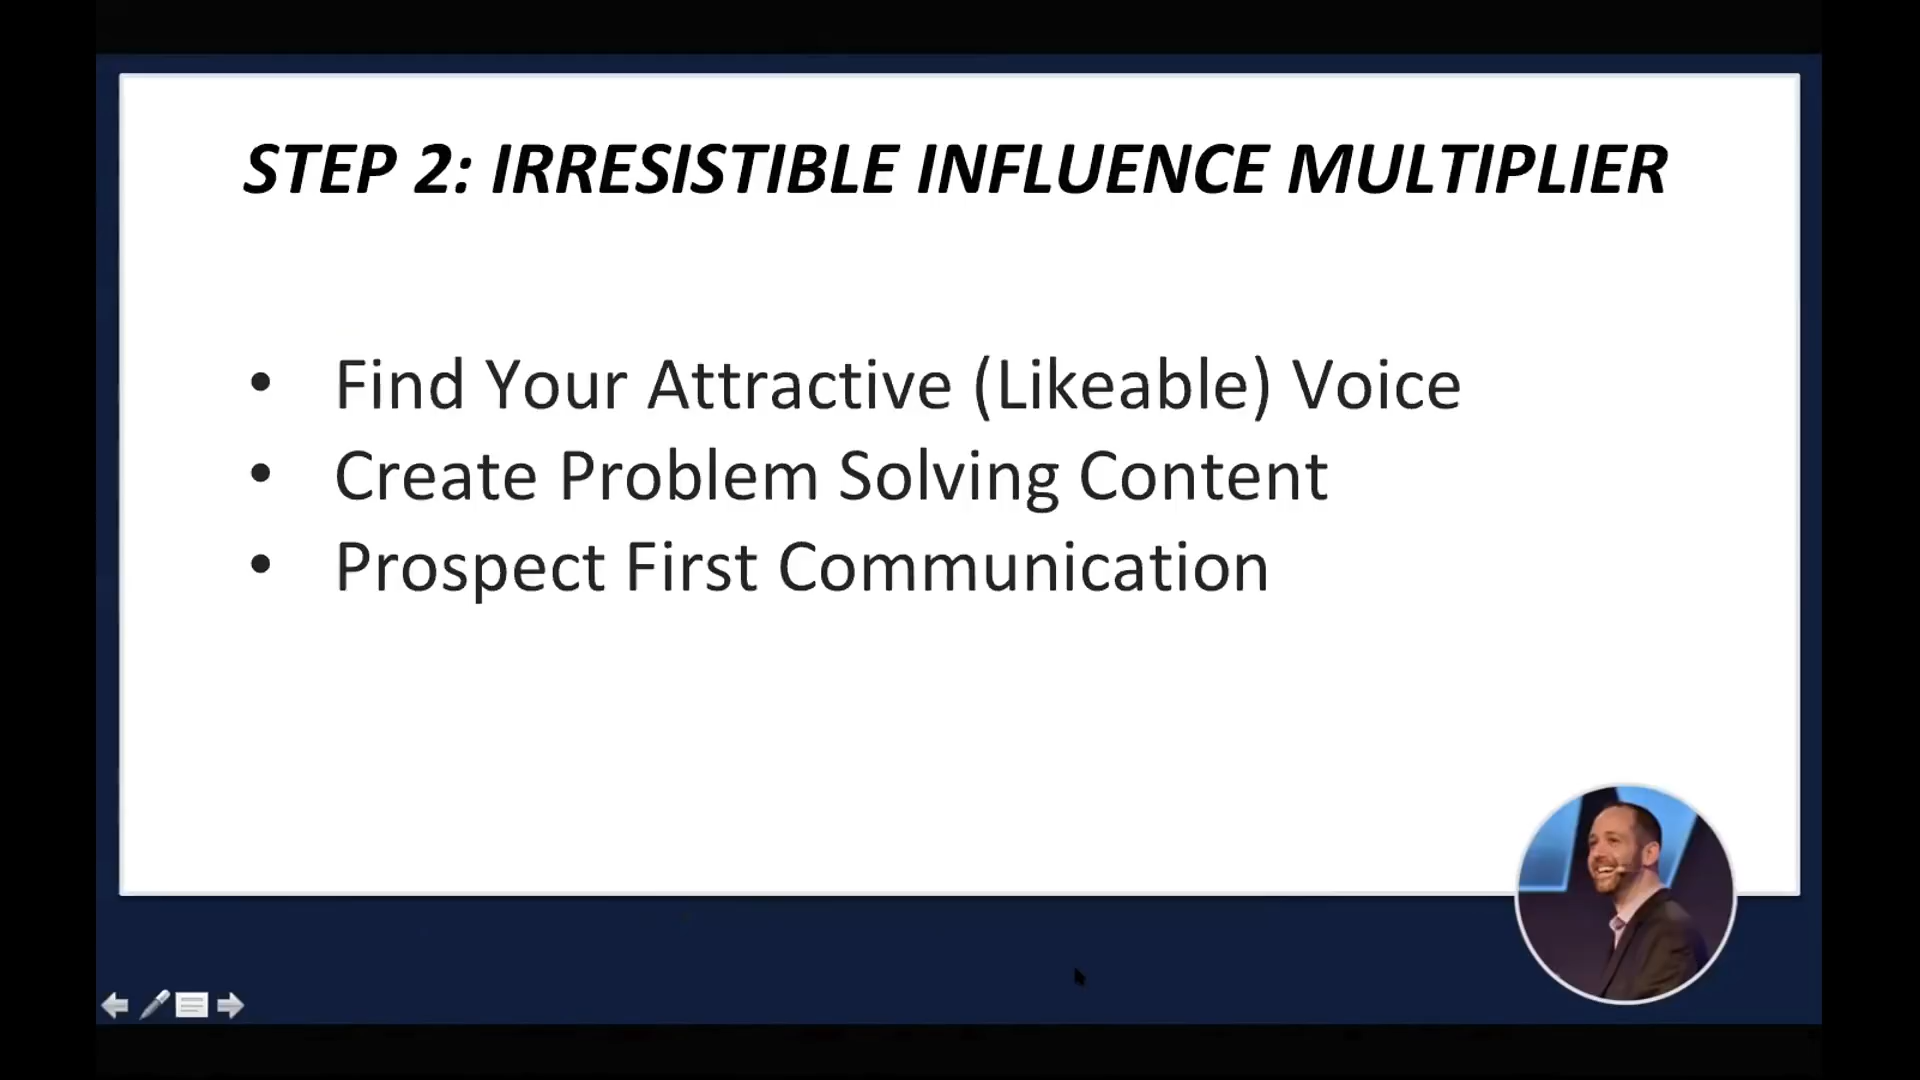 STEP 2: IRRESISTIBLE INFLUENCE MULTIPLIER
• Find Your Attractive (Likeable) Voice
• Create Problem Solving Content
• Prospect First Communication